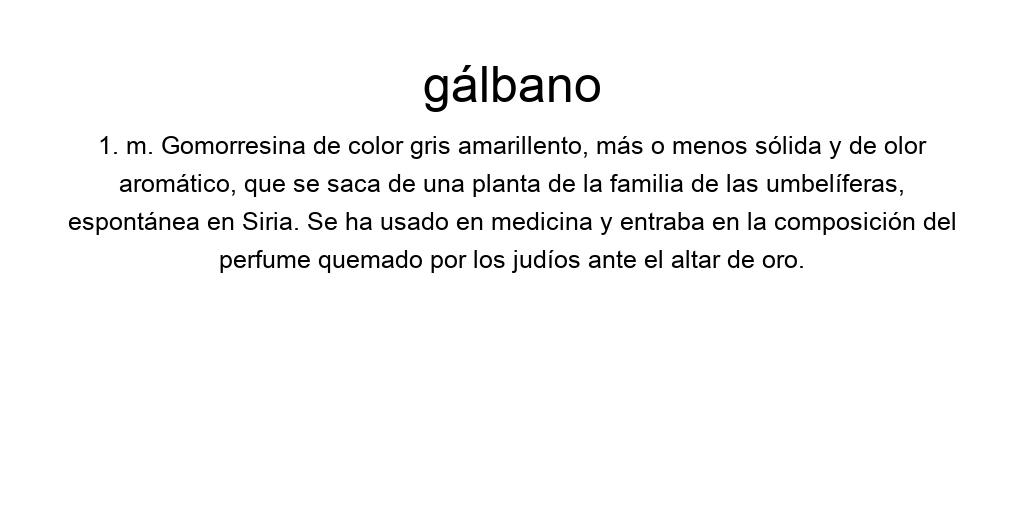 gálbano
1. m. Gomorresina de color gris amarillento, más o menos sólida y de olor
aromático, que se saca de una planta de la familia de las umbelíferas,
espontánea en Siria. Se ha usado en medicina y entraba en la composición del
perfume quemado por los judíos ante el altar de oro.